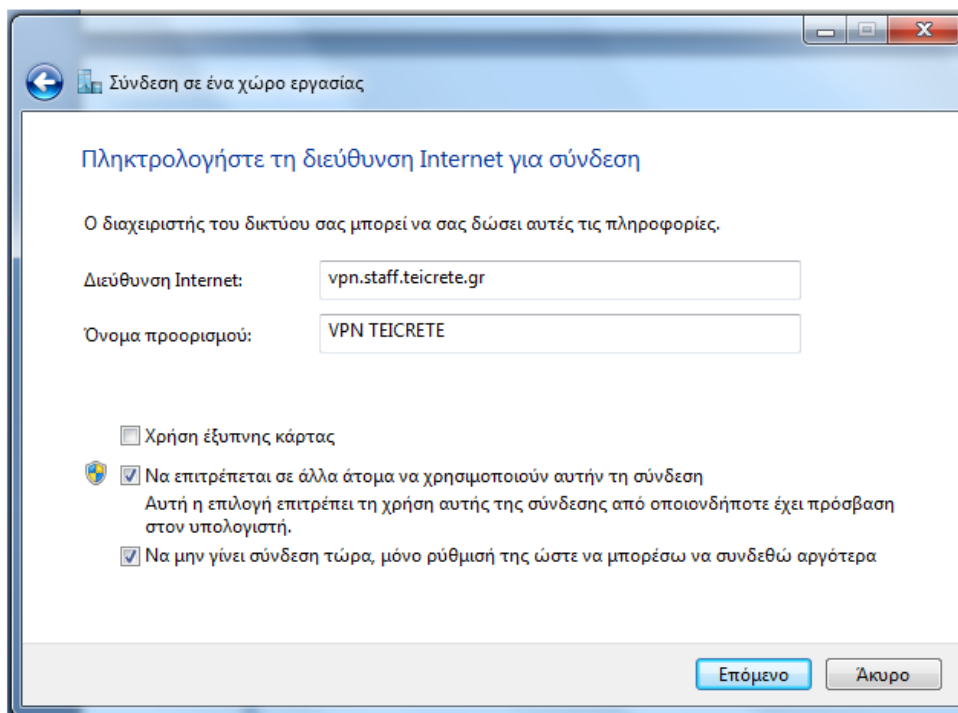 Σύνδεση σε ένα χώρο εργασίας
Πληκτρολογήστε τη διεύθυνση Internet για σύνδεση
Ο διαχειριστής του δικτύου σας μπορεί να σας δώσει αυτές τις πληροφορίες.
Διεύθυνση Internet: vpn.staff.teicrete.gr
Όνομα προορισμού: VPN TEICRETE
Χρήση έξυπνης κάρτας
Να επιτρέπεται σε άλλα άτομα να χρησιμοποιούν αυτήν τη σύνδεση
Αυτή η επιλογή επιτρέπει τη χρήση αυτής της σύνδεσης από οποιονδήποτε έχει πρόσβαση
στον υπολογιστή.
Να μην γίνει σύνδεση τώρα, μόνο ρύθμισή της ώστε να μπορέσω να συνδεθώ αργότερα
Επόμενο Άκυρο